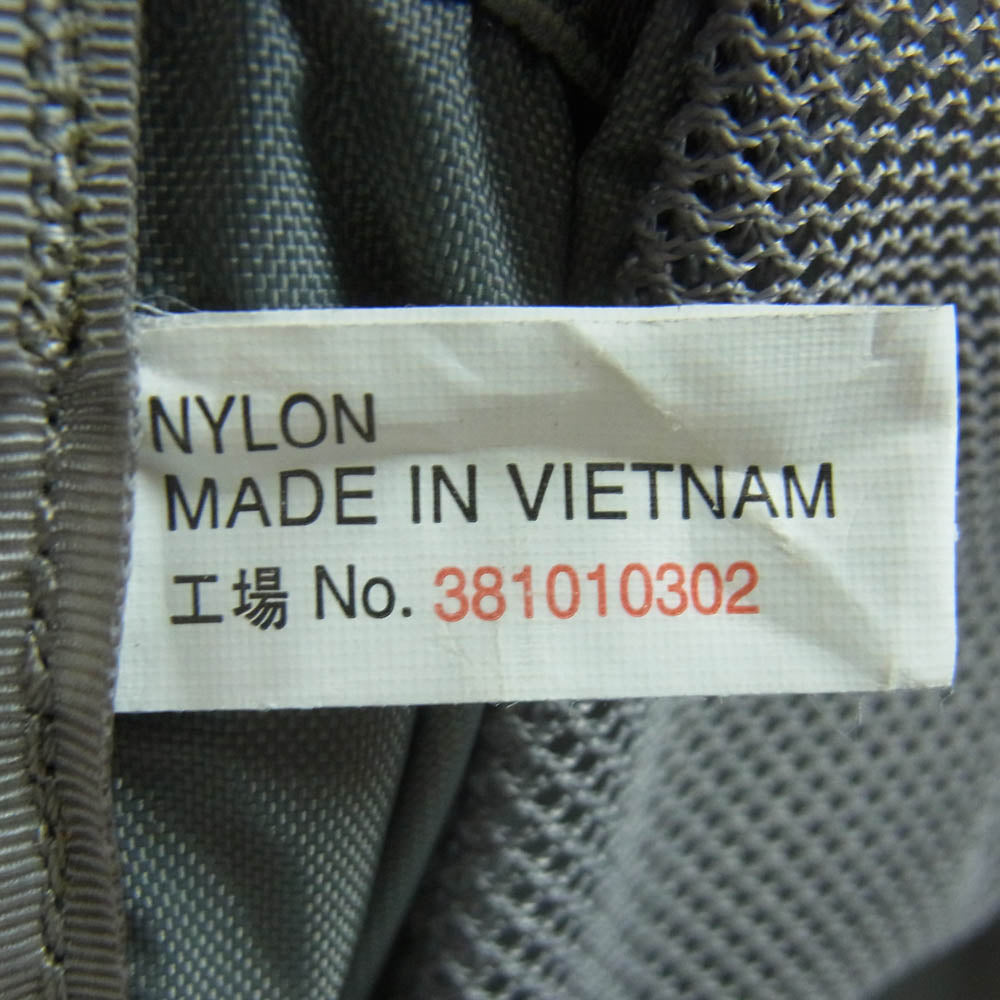 NYLON
MADE IN VIETNAM
工場 No. 381010302